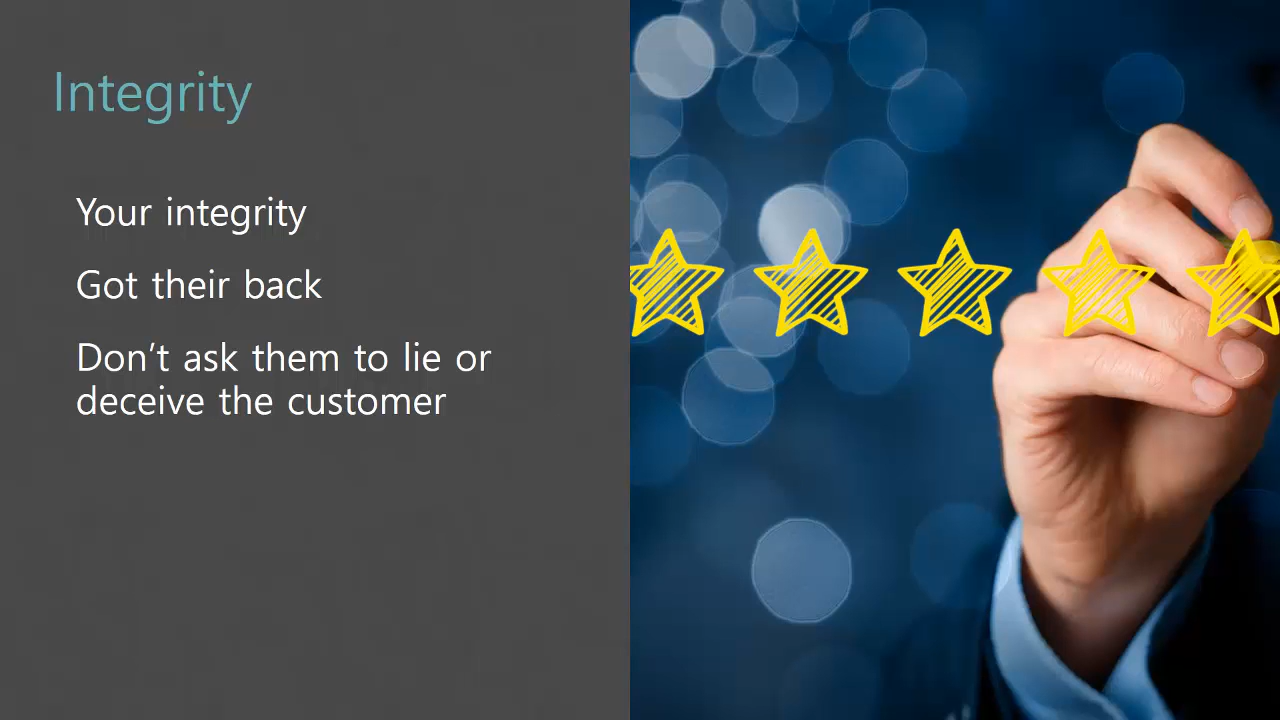 Integrity
Your integrity
Got their back
Don’t ask them to lie or
deceive the customer